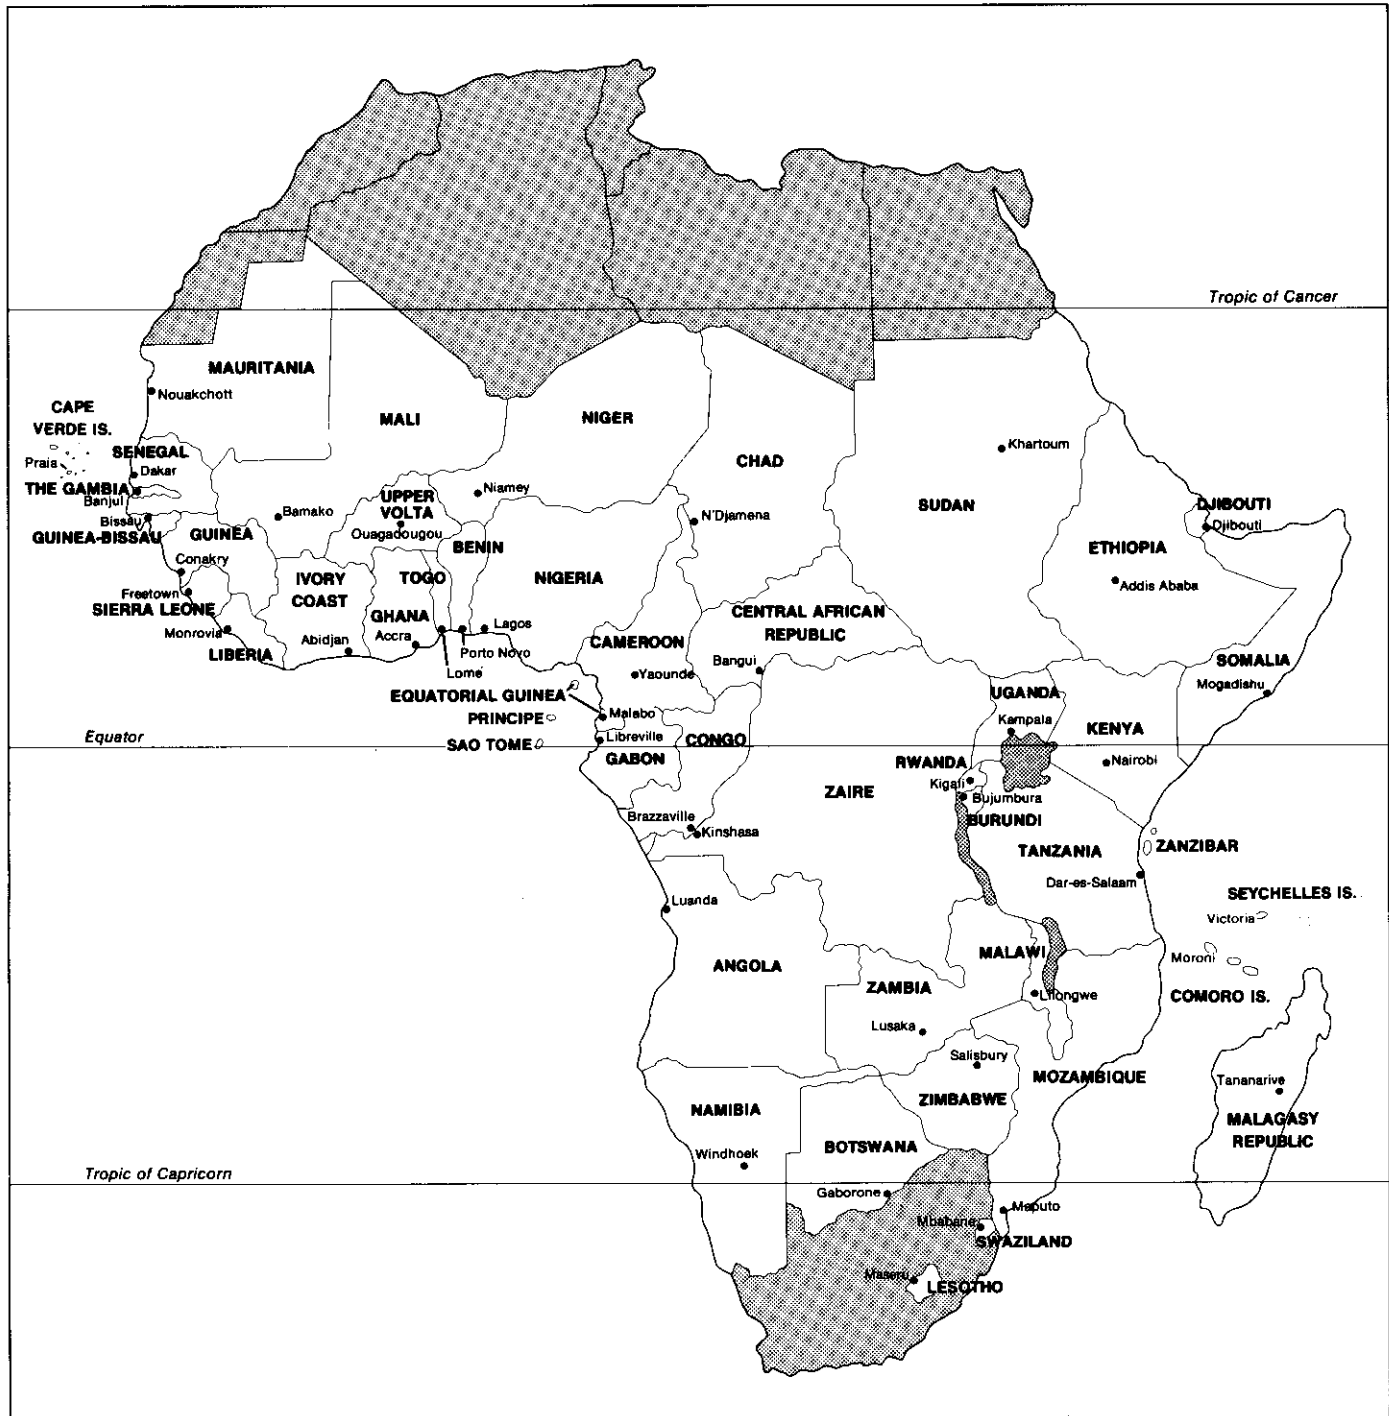 Tropic of Cancer
MAURITANIA
Nouakchott
CAPE
VERDE IS.
MALI
NIGER
Khartoum
SENEGAL
Praia
Dakar
CHAD
THE GAMBIA
Banjul
Niamey
UPPER
VOLTA
SUDAN
DJIBOUTI
Bissau
Bamako
N'Djamena
Djibouti
GUINEA-BISSAU
GUINEA
Ouagadougou
BENIN
ETHIOPIA
Conakry
IVORY
COAST
TOGO
NIGERIA
Addis Ababa
Freetown
SIERRA LEONE
GHANA
CENTRAL AFRICAN
REPUBLIC
Monrovia
Abidjan
Accra
Lagos
CAMEROON
LIBERIA
Porto Novo
Bangui
SOMALIA
Lomé
Yaounde
Mogadishu
EQUATORIAL GUINEA
UGANDA
PRINCIPE
Malabo
Kampala
KENYA
Equator
SAO TOME
Libreville
CONGO
GABON
RWANDA
Nairobi
Kigali
ZAIRE
Bujumbura
Brazzaville
BURUNDI
Kinshasa
TANZANIA
ZANZIBAR
Dar-es-Salaam
SEYCHELLES IS.
Luanda
Victoria
MALAWI
Moroni
ANGOLA
ZAMBIA
Lilongwe
COMORO IS.
Lusaka
Salisbury
MOZAMBIQUE
Tananarive
ZIMBABWE
NAMIBIA
MALAGASY
REPUBLIC
BOTSWANA
Windhoek
Tropic of Capricorn
Gaborone
Maputo
Mbabane
SWAZILAND
Maseru
LESOTHO